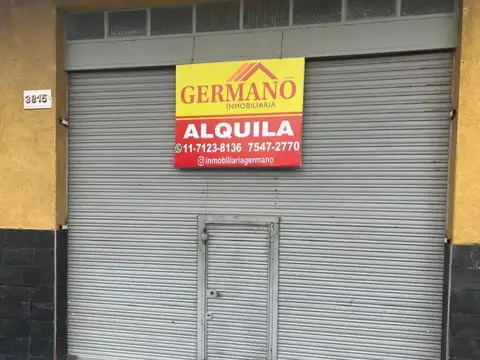 3815
GERMANO
INMOBILIARIA
ALQUILA
11-7123-8136 7547-2770
inmobiliariagermano